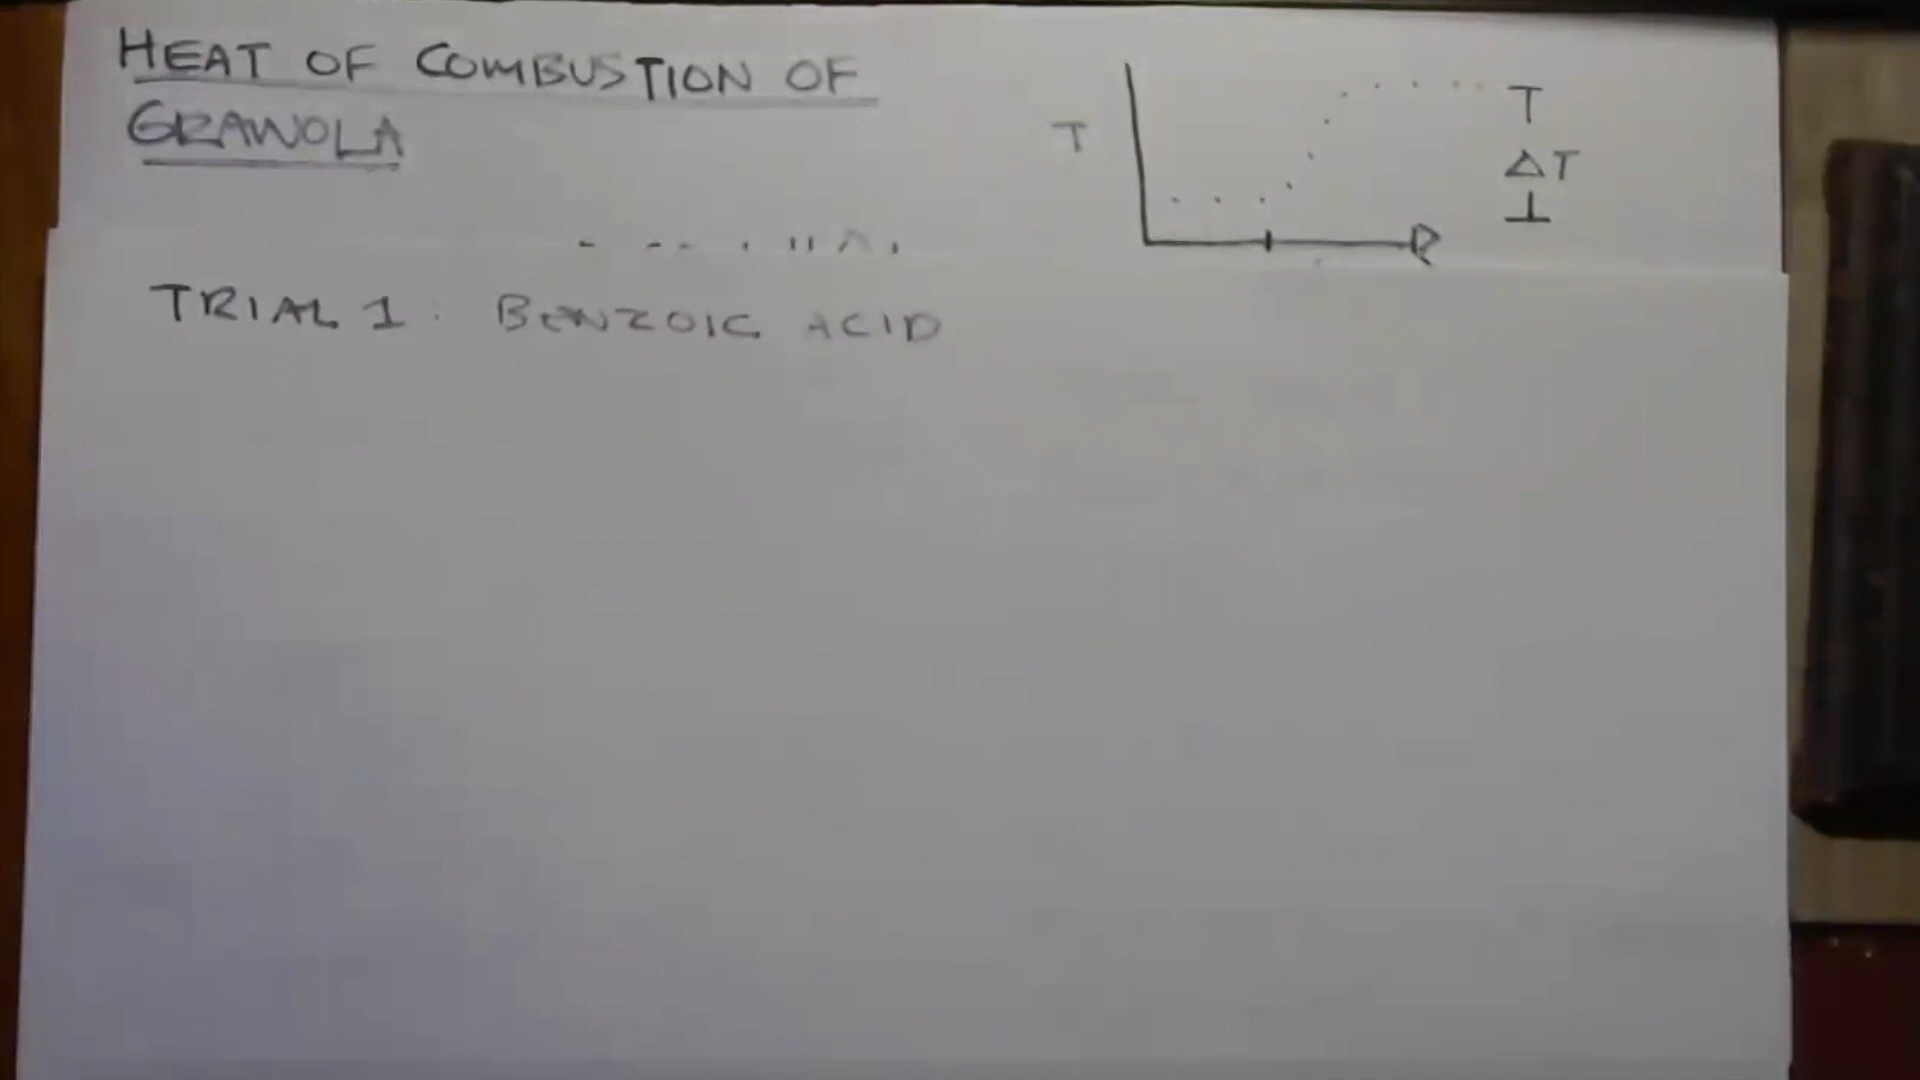 HEAT OF COMBUSTION OF
GRANOLA
T
T
ΔT
⊥
TRIAL 1: BENZOIC ACID